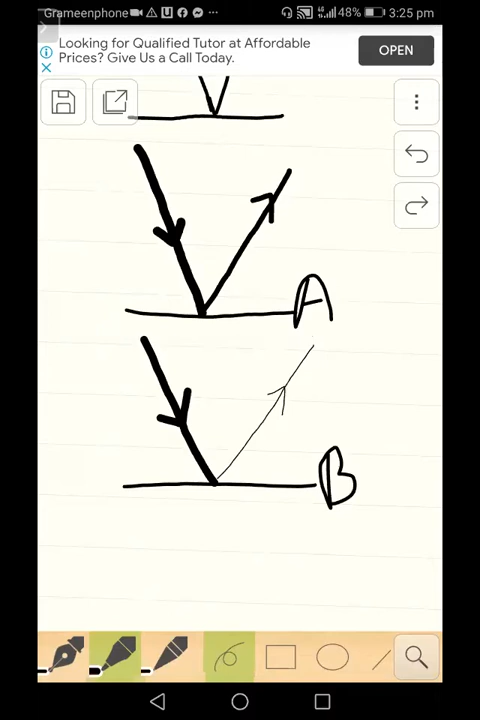 Grameenphone 48% 3:25 pm
Looking for Qualified Tutor at Affordable
Prices? Give Us a Call Today.
OPEN
A
B